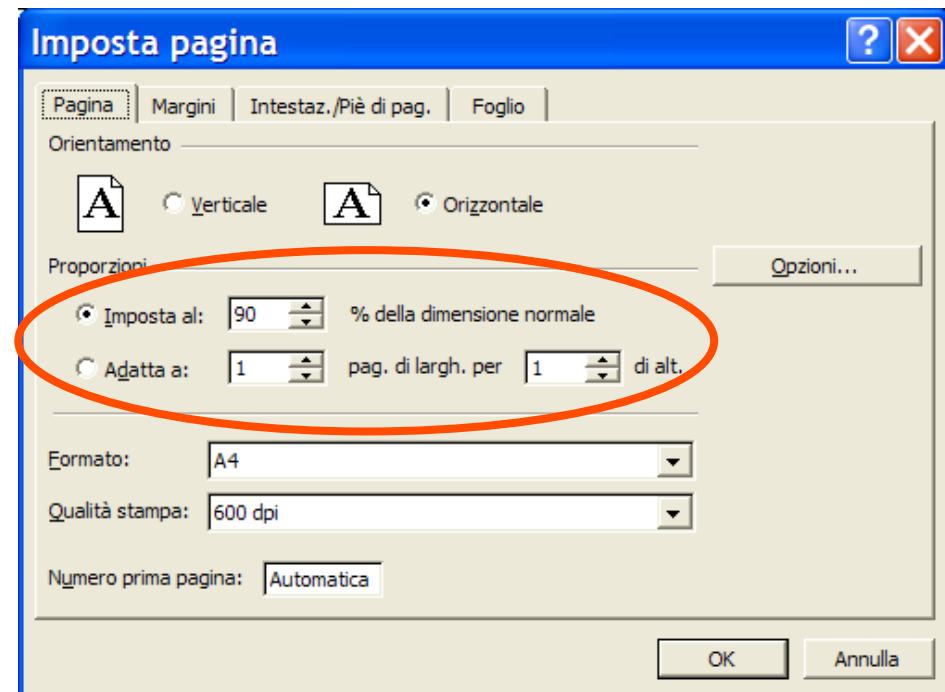 Imposta pagina
Pagina Margini Intestaz./Piè di pag. Foglio
Orientamento
A Verticale A Orizzontale
Proporzioni
Opzioni...
Imposta al: 90 % della dimensione normale
Adatta a: 1 pag. di largh. per 1 di alt.
Formato: A4
Qualità stampa: 600 dpi
Numero prima pagina: Automatica
OK Annulla